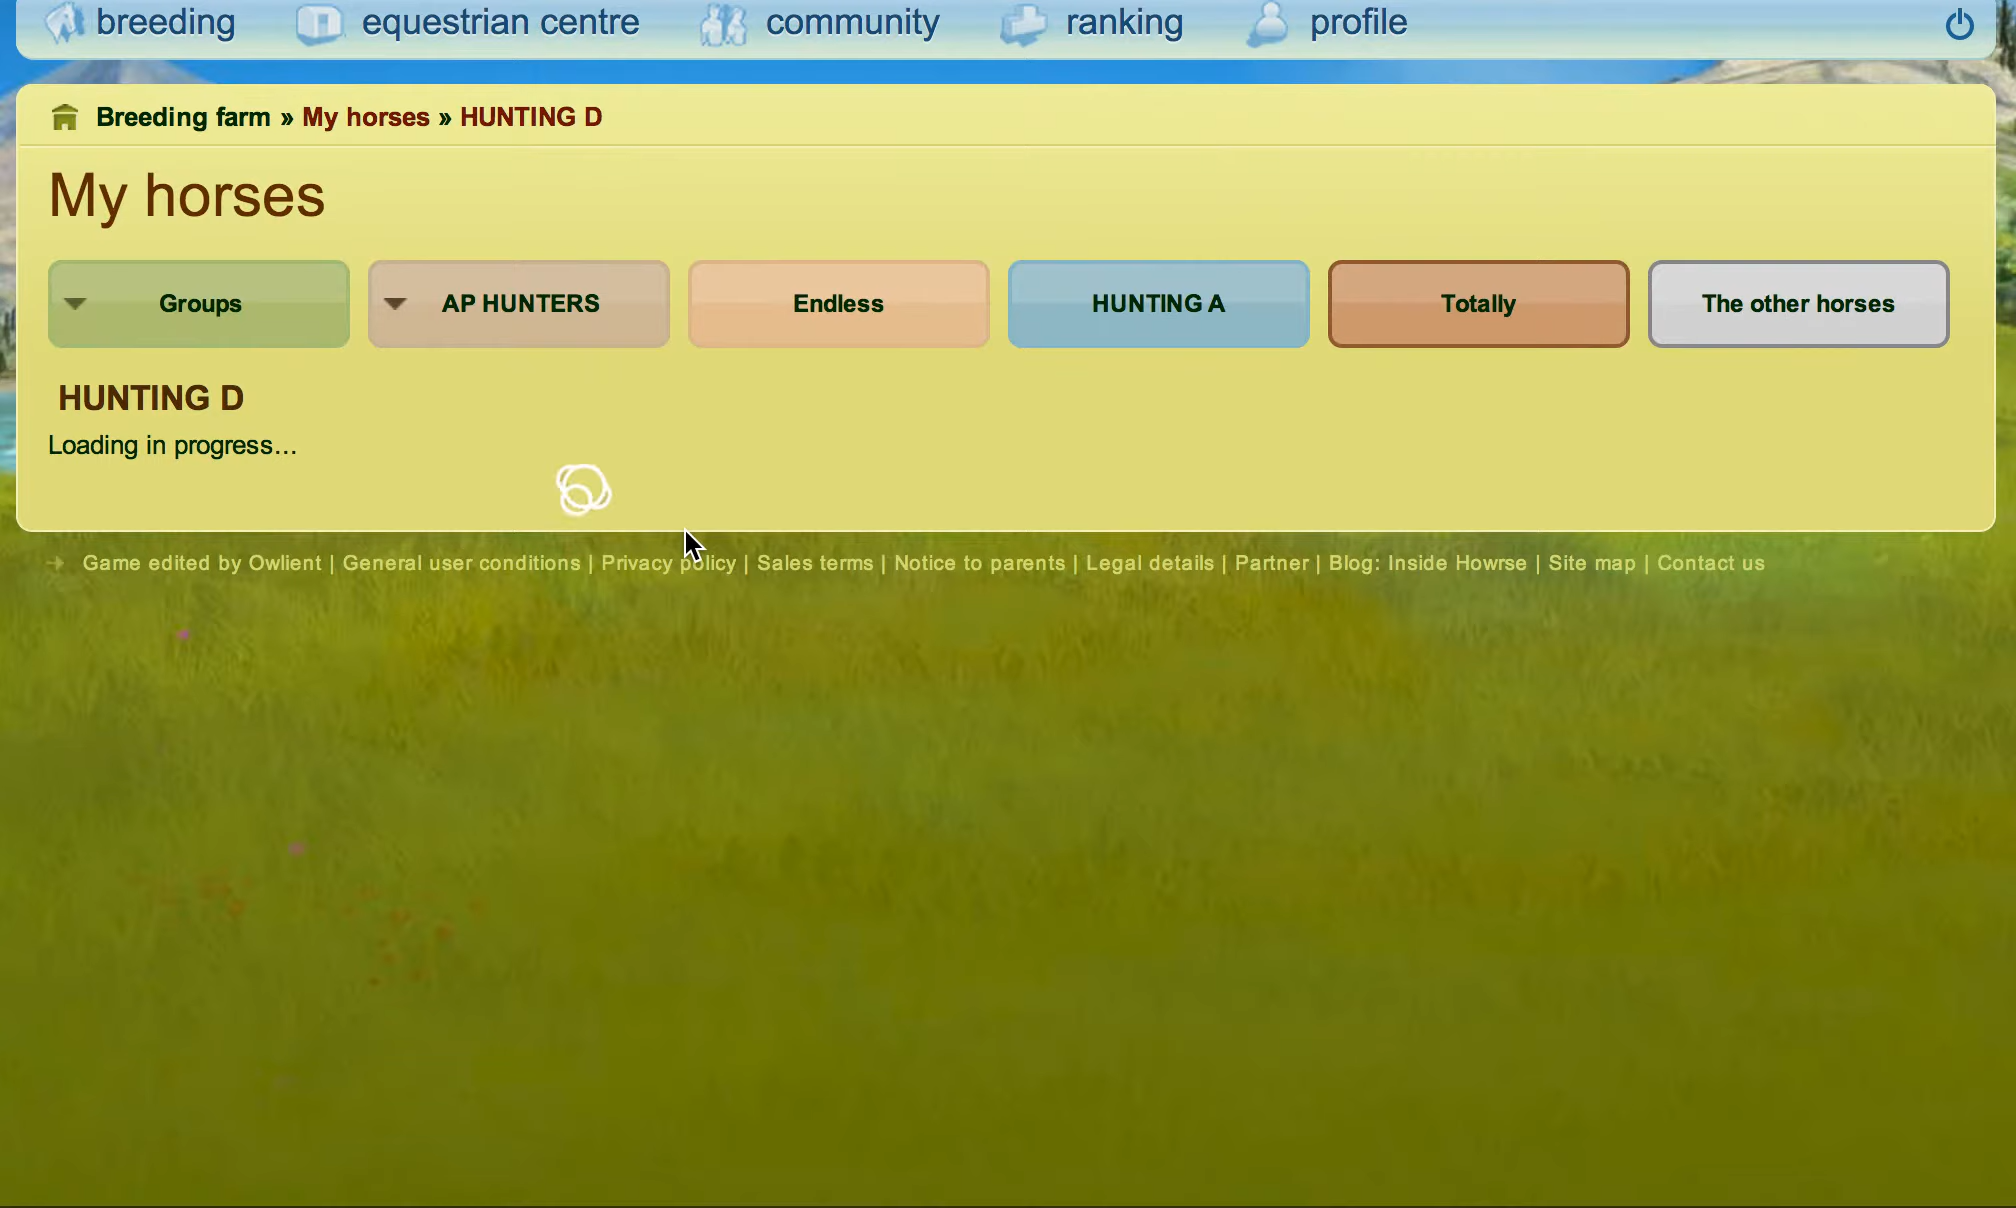 breeding equestrian centre community ranking profile
Breeding farm » My horses » HUNTING D
My horses
Groups AP HUNTERS Endless HUNTING A Totally The other horses
HUNTING D
Loading in progress...
Game edited by Owlient | General user conditions | Privacy policy | Sales terms | Notice to parents | Legal details | Partner | Blog: Inside Howrse | Site map | Contact us